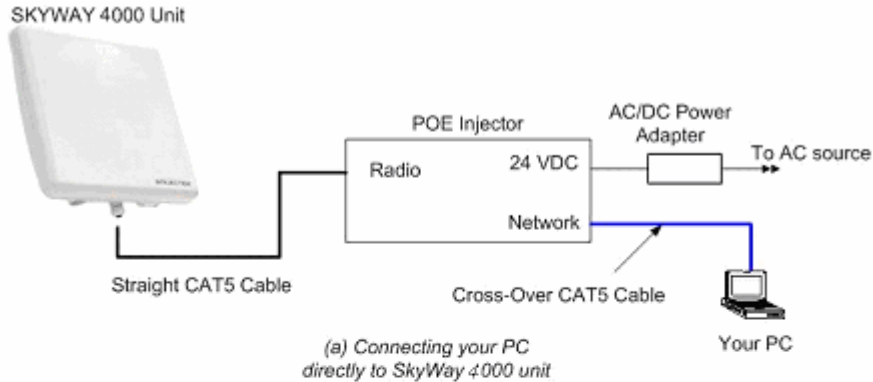 SKYWAY 4000 Unit
POE Injector
AC/DC Power
Adapter
Radio
24 VDC
To AC source
Network
Straight CAT5 Cable
Cross-Over CAT5 Cable
Your PC
(a) Connecting your PC
directly to SkyWay 4000 unit